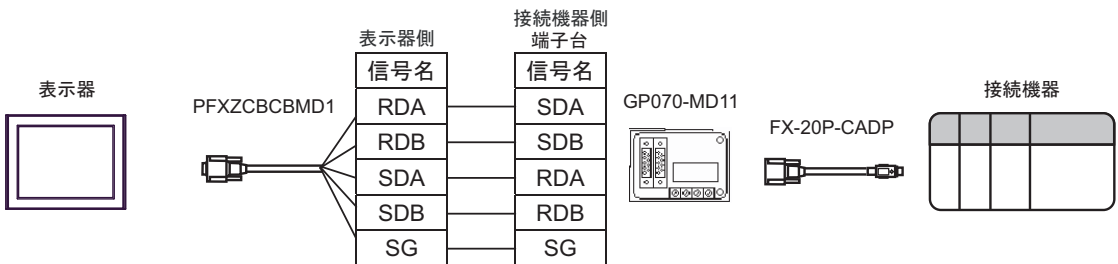 表示器
PFXZCBCBMD1
表示器側
信号名
RDA
RDB
SDA
SDB
SG
接続機器側
端子台
信号名
SDA
SDB
RDA
RDB
SG
GP070-MD11
FX-20P-CADP
接続機器